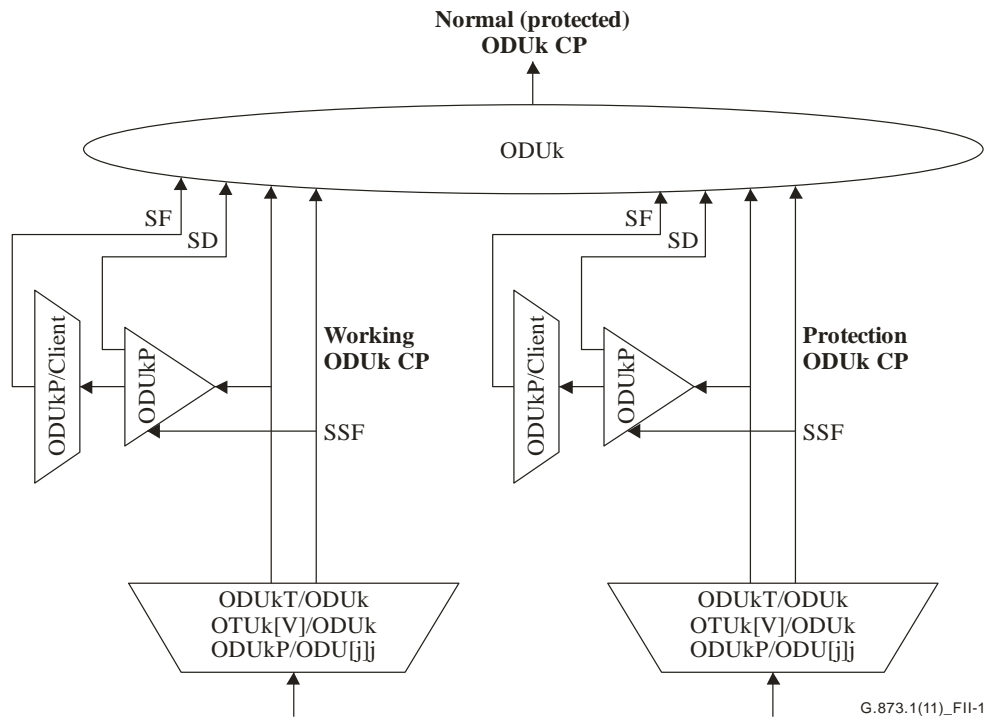 Normal (protected)
ODUk CP
ODUk
SF
SD
SF
SD
ODUkP/Client
ODUkP
Working
ODUk CP
SSF
ODUkP/Client
ODUkP
Protection
ODUk CP
SSF
ODUkT/ODUk
OTUk[V]/ODUk
ODUkP/ODU[j]j
ODUkT/ODUk
OTUk[V]/ODUk
ODUkP/ODU[j]j
G.873.1(11)_FII-1